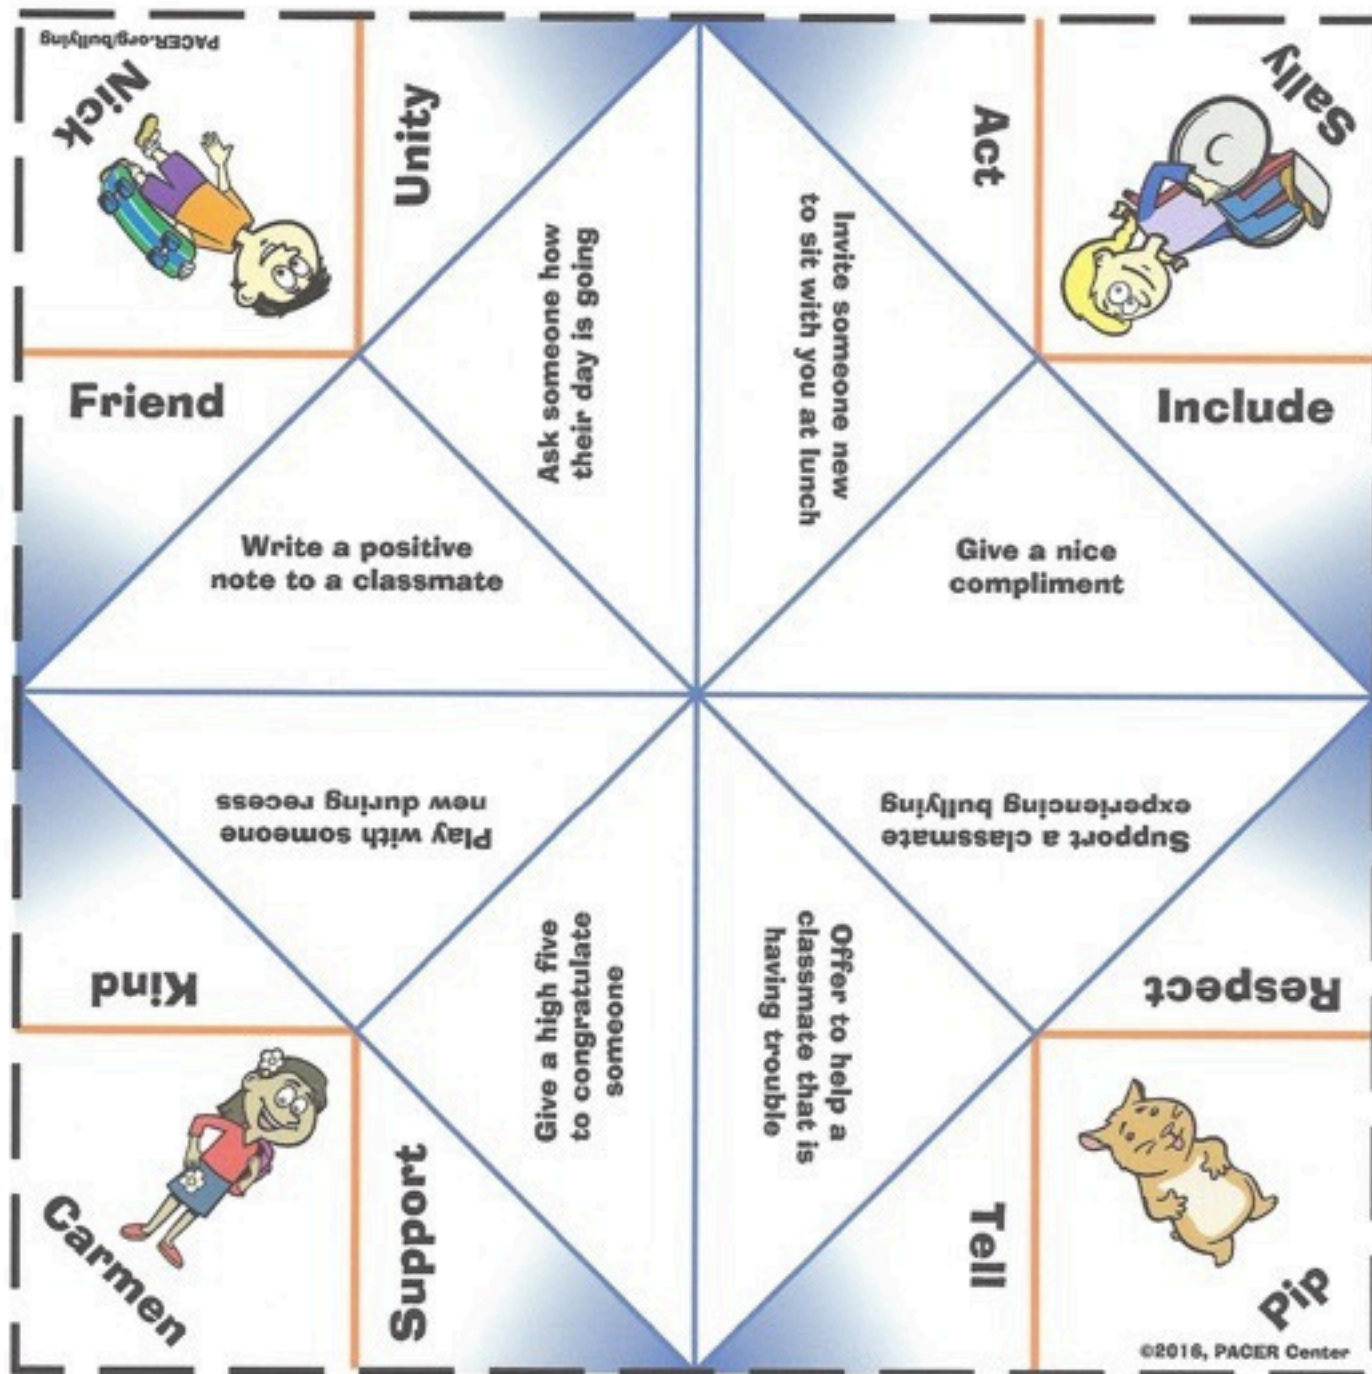 PACER.org/bullying
Nick
Unity
Act
Sally
Friend
Include
Ask someone how
their day is going
Invite someone new
to sit with you at lunch
Write a positive
note to a classmate
Give a nice
compliment
Play with someone
new during recess
Support a classmate
experiencing bullying
Give a high five
to congratulate
someone
Offer to help a
classmate that is
having trouble
Kind
Respect
Carmen
Support
Tell
Pip
©2016, PACER Center